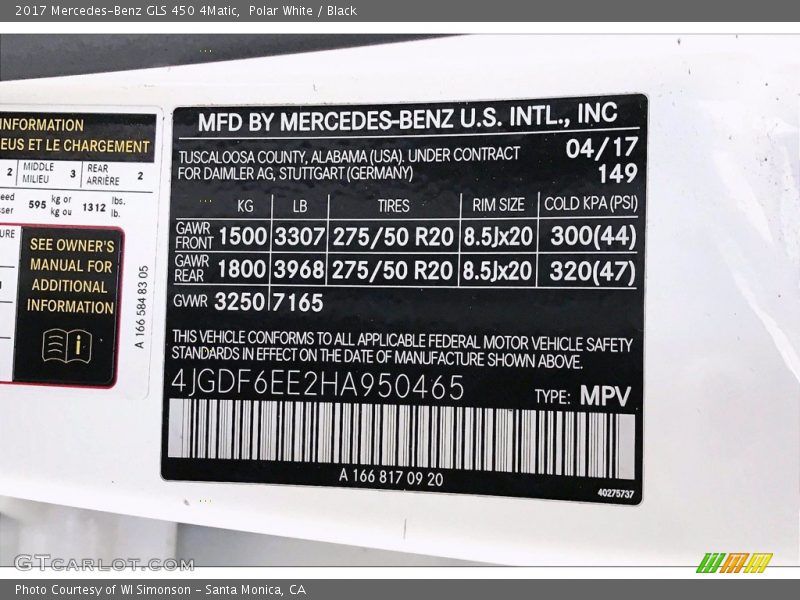 2017 Mercedes-Benz GLS 450 4Matic,  Polar White / Black
INFORMATION
EUS ET LE CHARGEMENT
2 MIDDLE MILIEU 3 REAR ARRIÈRE 2
595 kg or kg ou 1312 lbs. lb.
SEE OWNER'S
MANUAL FOR
ADDITIONAL
INFORMATION
A 166 584 83 05
MFD BY MERCEDES-BENZ U.S. INTL., INC
TUSCALOOSA COUNTY, ALABAMA (USA). UNDER CONTRACT
FOR DAIMLER AG, STUTTGART (GERMANY)
04/17
149
KG LB TIRES RIM SIZE COLD KPA (PSI)
GAWR FRONT 1500 3307 275/50 R20 8.5Jx20 300(44)
GAWR REAR 1800 3968 275/50 R20 8.5Jx20 320(47)
GVWR 3250 7165
THIS VEHICLE CONFORMS TO ALL APPLICABLE FEDERAL MOTOR VEHICLE SAFETY
STANDARDS IN EFFECT ON THE DATE OF MANUFACTURE SHOWN ABOVE.
4JGDF6EE2HA950465
TYPE: MPV
A 166 817 09 20
40275737
GTCARLOT.COM
Photo Courtesy of WI Simonson - Santa Monica, CA